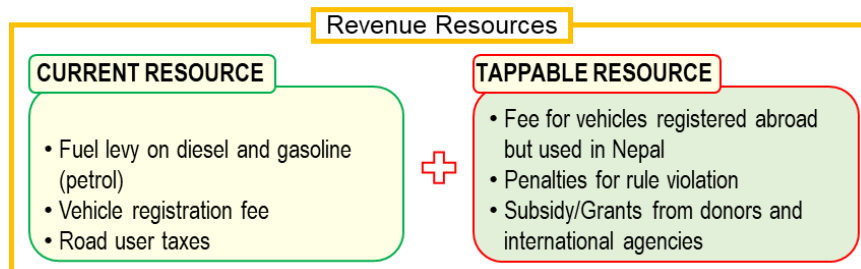 Revenue Resources
CURRENT RESOURCE
• Fuel levy on diesel and gasoline
(petrol)
• Vehicle registration fee
• Road user taxes
TAPPABLE RESOURCE
• Fee for vehicles registered abroad
but used in Nepal
• Penalties for rule violation
• Subsidy/Grants from donors and
international agencies